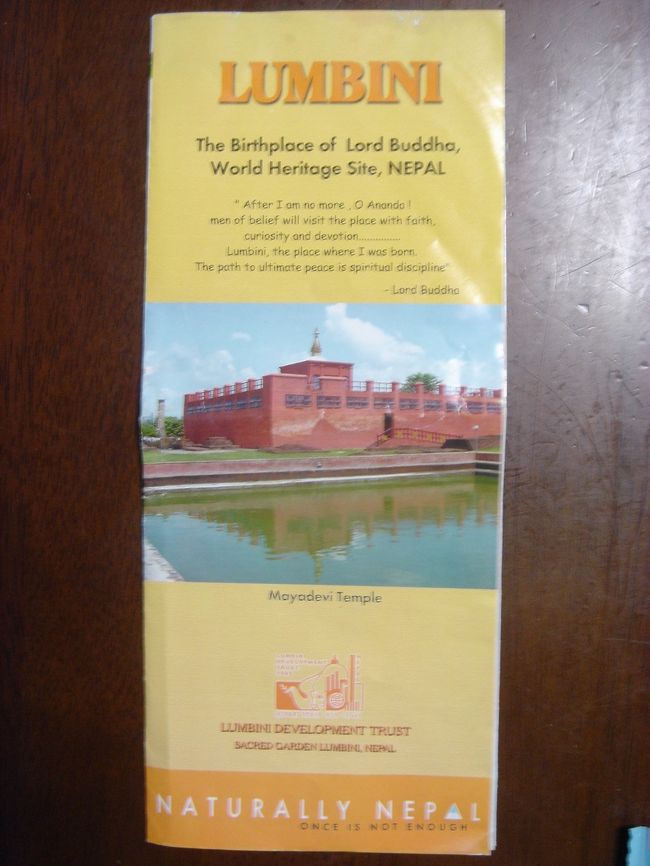 LUMBINI
The Birthplace of Lord Buddha,
World Heritage Site, NEPAL
" After I am no more , O Ananda !
men of belief will visit the place with faith,
curiosity and devotion...............
Lumbini, the place where I was born.
The path to ultimate peace is spiritual discipline"
- Lord Buddha
Mayadevi Temple
LUMBINI
DEVELOPMENT
TRUST
LUMBINI DEVELOPMENT TRUST
SACRED GARDEN LUMBINI, NEPAL
NATURALLY NEPAL
ONCE IS NOT ENOUGH